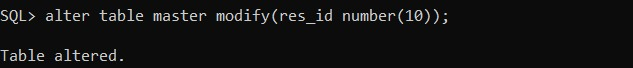 SQL> alter table master modify(res_id number(10));
Table altered.